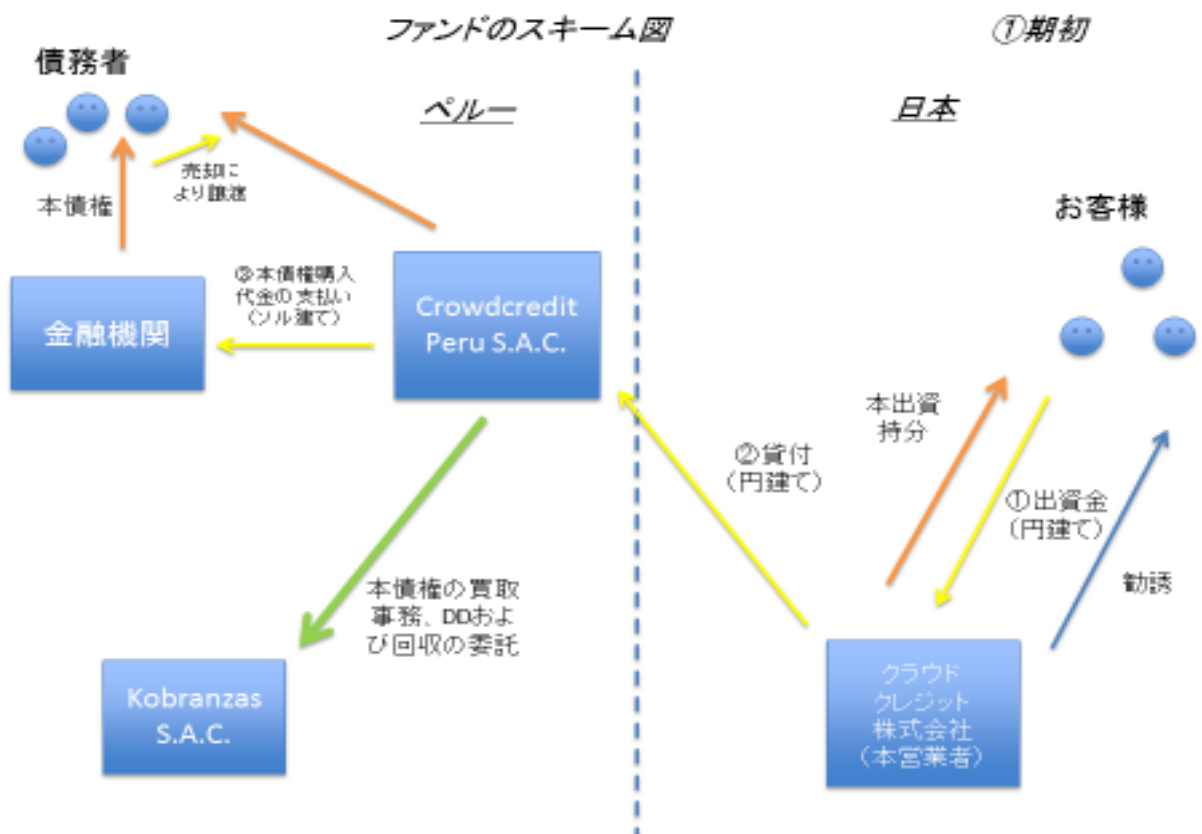 ファンドのスキーム図
①期初
債務者
ペルー
日本
売却に
より譲渡
本債権
お客様
③本債権購入
代金の支払い
(ソル建て)
Crowdcredit
Peru S.A.C.
金融機関
本出資
持分
②貸付
(円建て)
①出資金
(円建て)
勧誘
本債権の買取
事務、DDおよ
び回収の委託
Kobranzas
S.A.C.
クラウド
クレジット
株式会社
(本営業者)